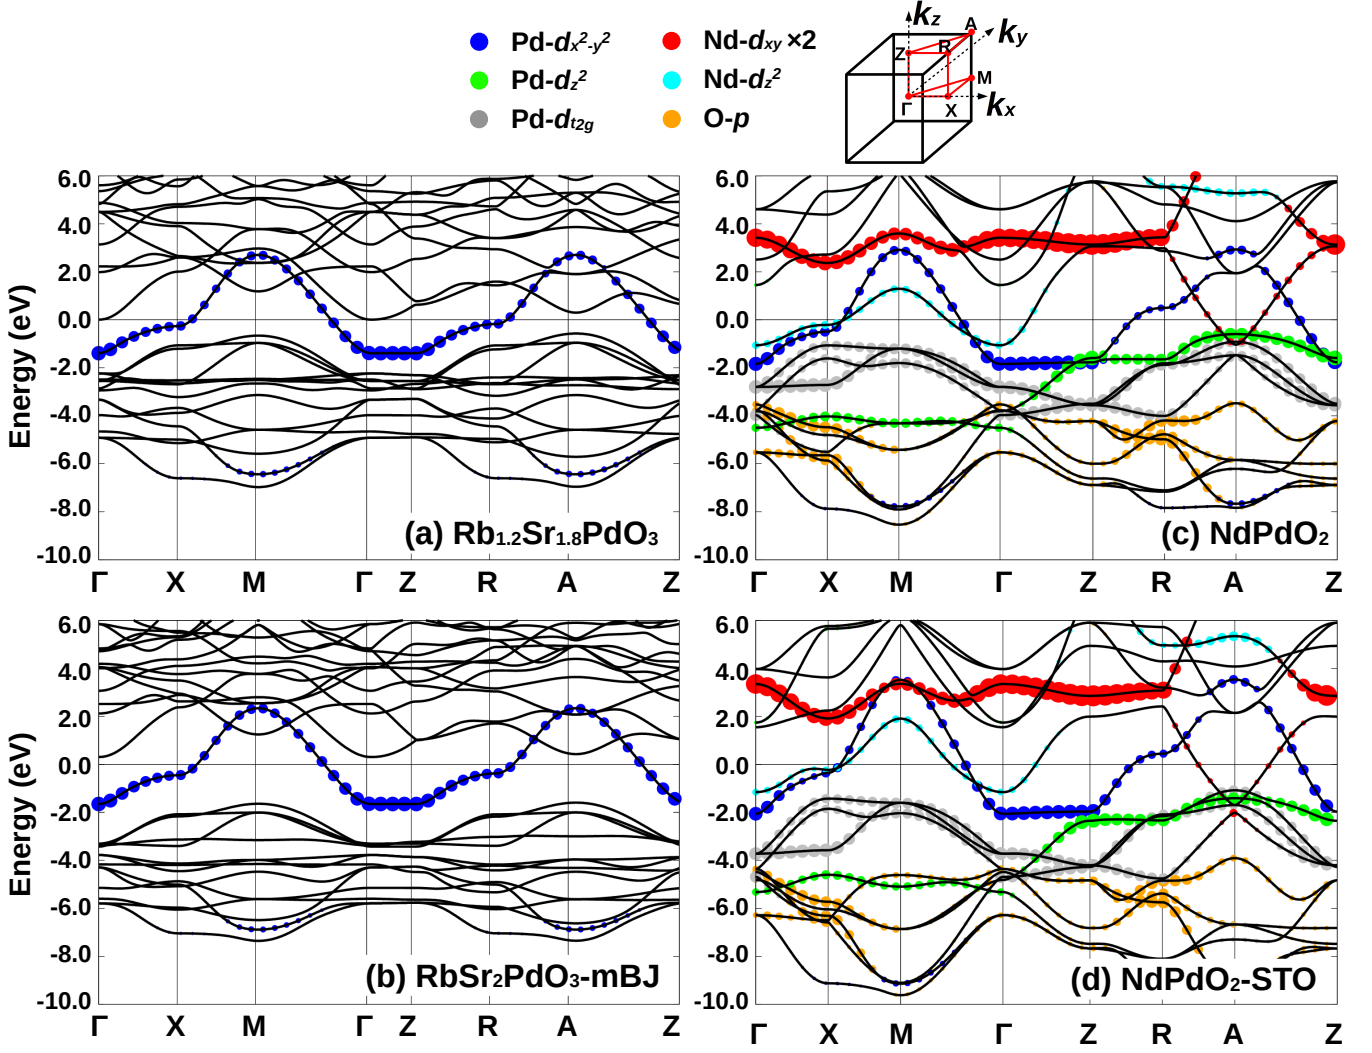 Pd-dx²-y² Nd-dxy ×2
Pd-dz² Nd-dz²
Pd-dt2g O-p
kz A
ky
Z R
M
Γ X kx
Energy (eV)
6.0
4.0
2.0
0.0
-2.0
-4.0
-6.0
-8.0
-10.0
(a) Rb1.2Sr1.8PdO3
Γ X M Γ Z R A Z
6.0
4.0
2.0
0.0
-2.0
-4.0
-6.0
-8.0
-10.0
(c) NdPdO2
Γ X M Γ Z R A Z
Energy (eV)
6.0
4.0
2.0
0.0
-2.0
-4.0
-6.0
-8.0
-10.0
(b) RbSr2PdO3-mBJ
Γ X M Γ Z R A Z
6.0
4.0
2.0
0.0
-2.0
-4.0
-6.0
-8.0
-10.0
(d) NdPdO2-STO
Γ X M Γ Z R A Z